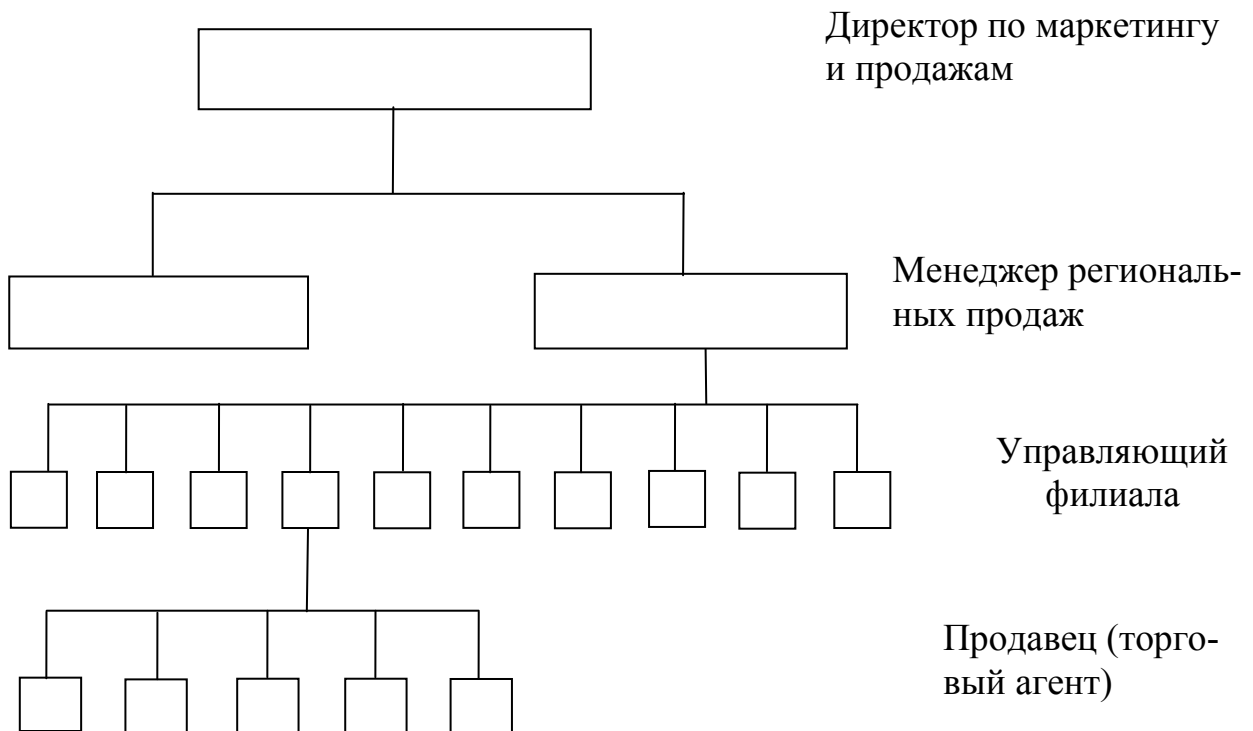 Директор по маркетингу
и продажам
Менеджер региональ-
ных продаж
Управляющий
филиала
Продавец (торго-
вый агент)